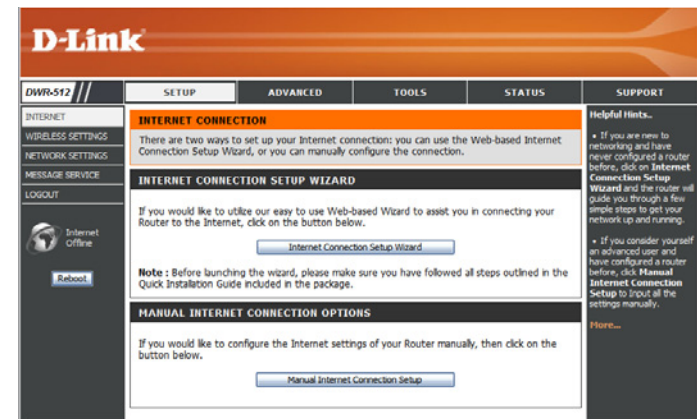 D-Link
DWR-512
SETUP
ADVANCED
TOOLS
STATUS
SUPPORT
INTERNET
WIRELESS SETTINGS
NETWORK SETTINGS
MESSAGE SERVICE
LOGOUT
Internet
Offline
Reboot
INTERNET CONNECTION
There are two ways to set up your Internet connection: you can use the Web-based Internet
Connection Setup Wizard, or you can manually configure the connection.
INTERNET CONNECTION SETUP WIZARD
If you would like to utilize our easy to use Web-based Wizard to assist you in connecting your
Router to the Internet, click on the button below.
Internet Connection Setup Wizard
Note : Before launching the wizard, please make sure you have followed all steps outlined in the
Quick Installation Guide included in the package.
MANUAL INTERNET CONNECTION OPTIONS
If you would like to configure the Internet settings of your Router manually, then click on the
button below.
Manual Internet Connection Setup
Helpful Hints..
• If you are new to
networking and have
never configured a router
before, click on Internet
Connection Setup
Wizard and the router will
guide you through a few
simple steps to get your
network up and running.
• If you consider yourself
an advanced user and
have configured a router
before, click Manual
Internet Connection
Setup to Input all the
settings manually.
More...